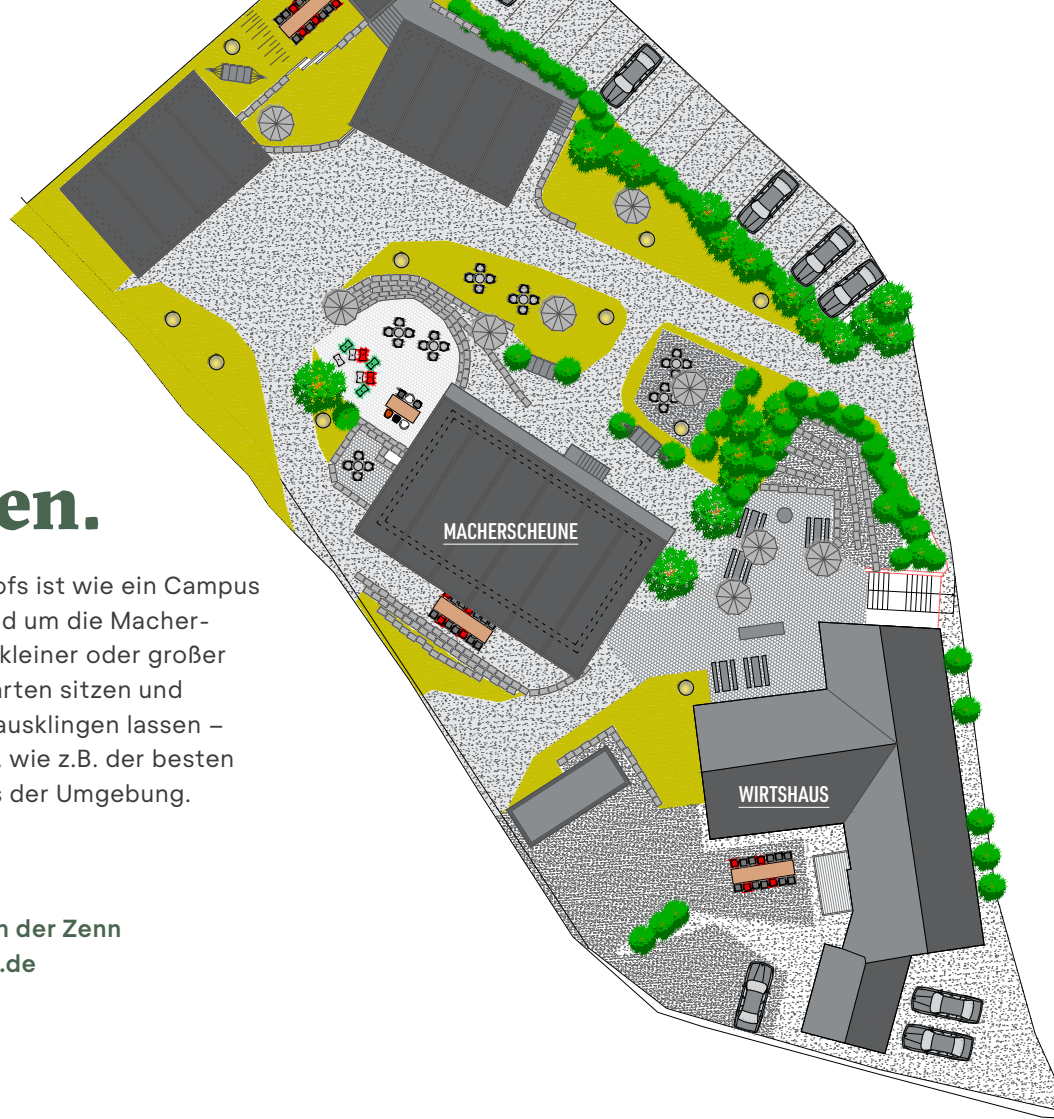 en.
ofs ist wie ein Campus
d um die Macher-
kleiner oder großer
arten sitzen und
ausklingen lassen –
wie z.B. der besten
s der Umgebung.
n der Zenn
.de
MACHERSCHEUNE
WIRTSHAUS